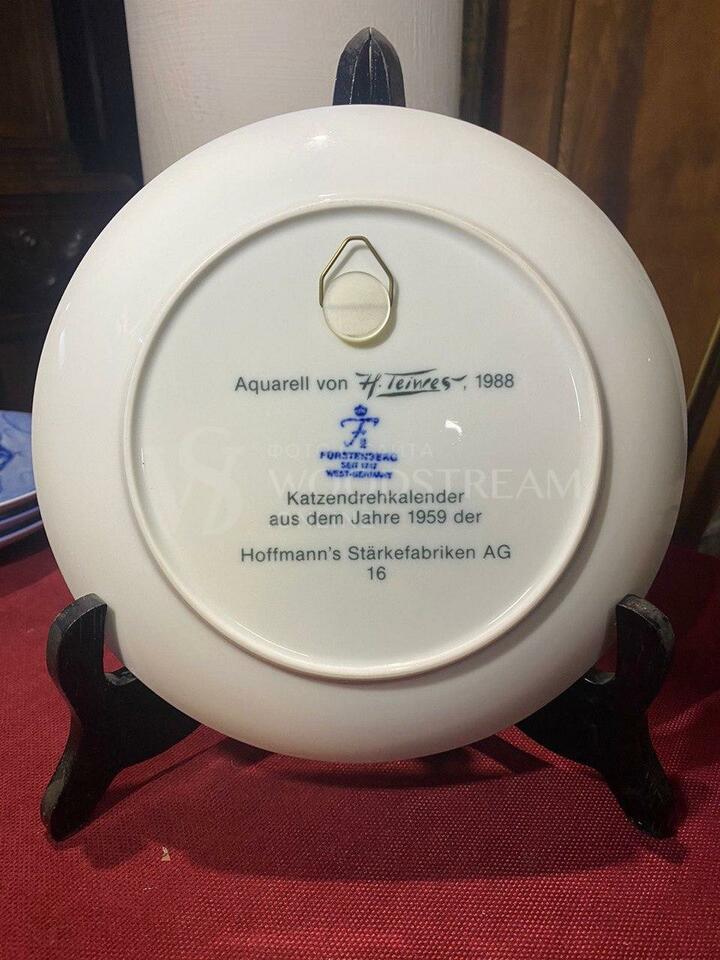 Aquarell von H. Teiwes, 1988
F
FÜRSTENBERG
SEIT 1747
WEST-GERMANY
WOODSTREAM
Katzendrehkalender
aus dem Jahre 1959 der
Hoffmann's Stärkefabriken AG
16